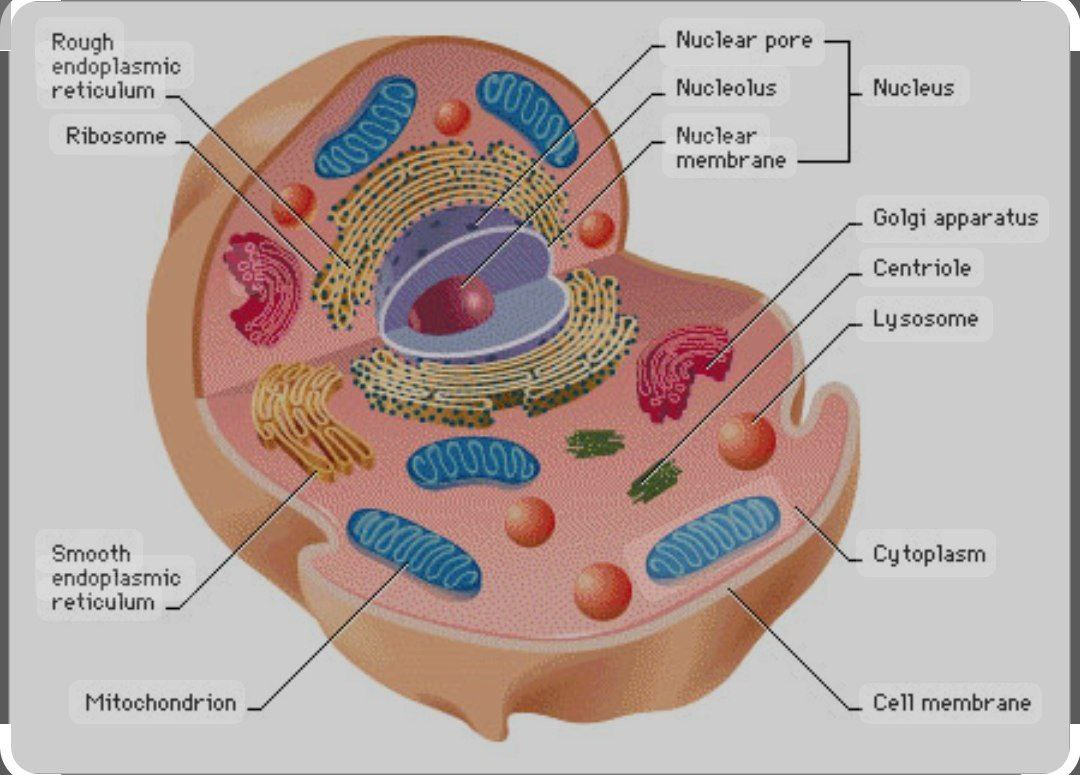 Rough
endoplasmic
reticulum
Ribosome
Nuclear pore
Nucleolus
Nuclear
membrane
Nucleus
Golgi apparatus
Centriole
Lysosome
Smooth
endoplasmic
reticulum
Mitochondrion
Cytoplasm
Cell membrane